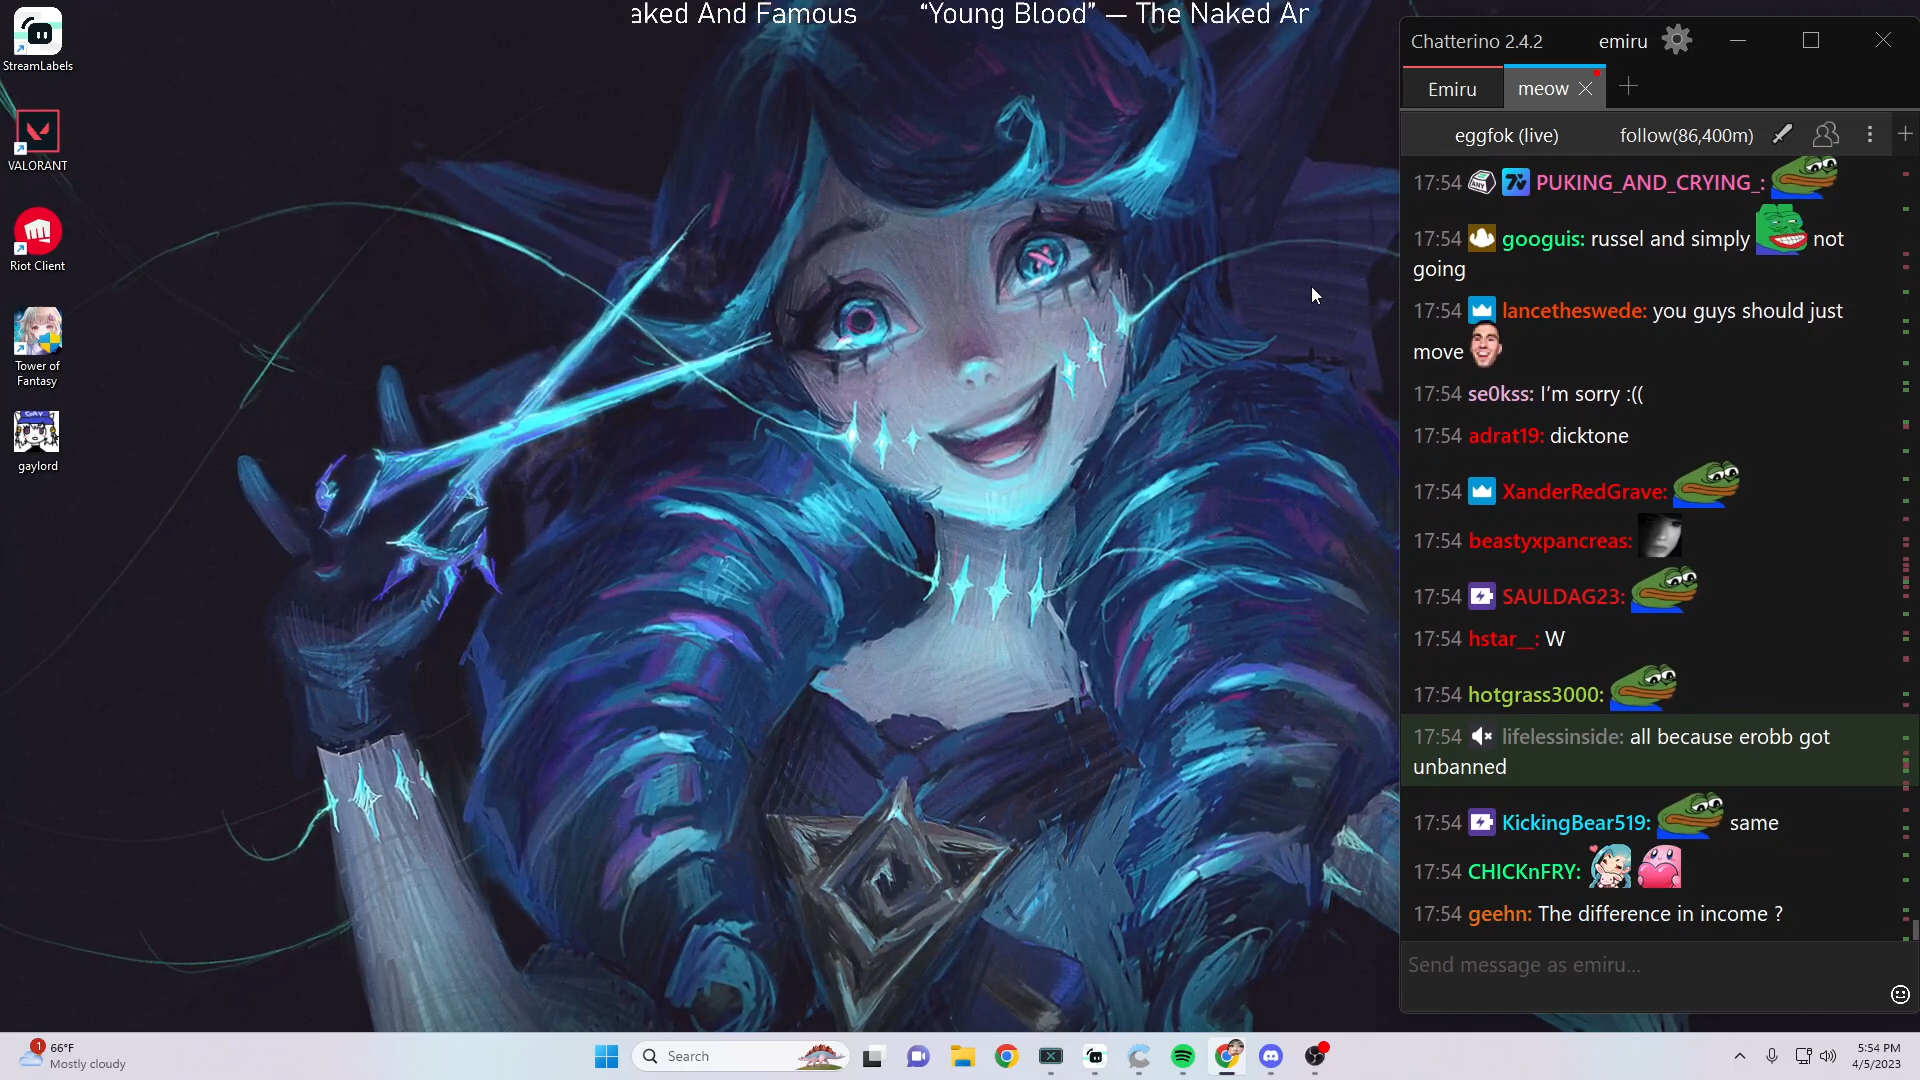 aked And Famous “Young Blood” — The Naked Ar
StreamLabels
VALORANT
Riot Client
Tower of
Fantasy
GAY
gaylord
Chatterino 2.4.2 emiru
Emiru meow
eggfok (live) follow(86,400m)
17:54 ANY PUKING_AND_CRYING_:
17:54 googuis: russel and simply not
going
17:54 lancetheswede: you guys should just
move
17:54 se0kss: I'm sorry :((
17:54 adrat19: dicktone
17:54 XanderRedGrave:
17:54 beastyxpancreas:
17:54 SAULDAG23:
17:54 hstar__: W
17:54 hotgrass3000:
17:54 lifelessinside: all because erobb got
unbanned
17:54 KickingBear519: same
17:54 CHICKnFRY:
17:54 geehn: The difference in income ?
Send message as emiru...
1
66°F
Mostly cloudy
Search
5:54 PM
4/5/2023